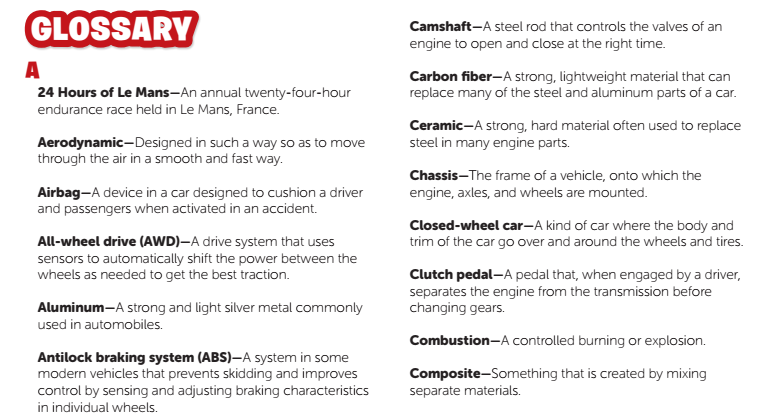 GLOSSARY
A
24 Hours of Le Mans—An annual twenty-four-hour
endurance race held in Le Mans, France.
Aerodynamic—Designed in such a way so as to move
through the air in a smooth and fast way.
Airbag—A device in a car designed to cushion a driver
and passengers when activated in an accident.
All-wheel drive (AWD)—A drive system that uses
sensors to automatically shift the power between the
wheels as needed to get the best traction.
Aluminum—A strong and light silver metal commonly
used in automobiles.
Antilock braking system (ABS)—A system in some
modern vehicles that prevents skidding and improves
control by sensing and adjusting braking characteristics
in individual wheels.
Camshaft—A steel rod that controls the valves of an
engine to open and close at the right time.
Carbon fiber—A strong, lightweight material that can
replace many of the steel and aluminum parts of a car.
Ceramic—A strong, hard material often used to replace
steel in many engine parts.
Chassis—The frame of a vehicle, onto which the
engine, axles, and wheels are mounted.
Closed-wheel car—A kind of car where the body and
trim of the car go over and around the wheels and tires.
Clutch pedal—A pedal that, when engaged by a driver,
separates the engine from the transmission before
changing gears.
Combustion—A controlled burning or explosion.
Composite—Something that is created by mixing
separate materials.